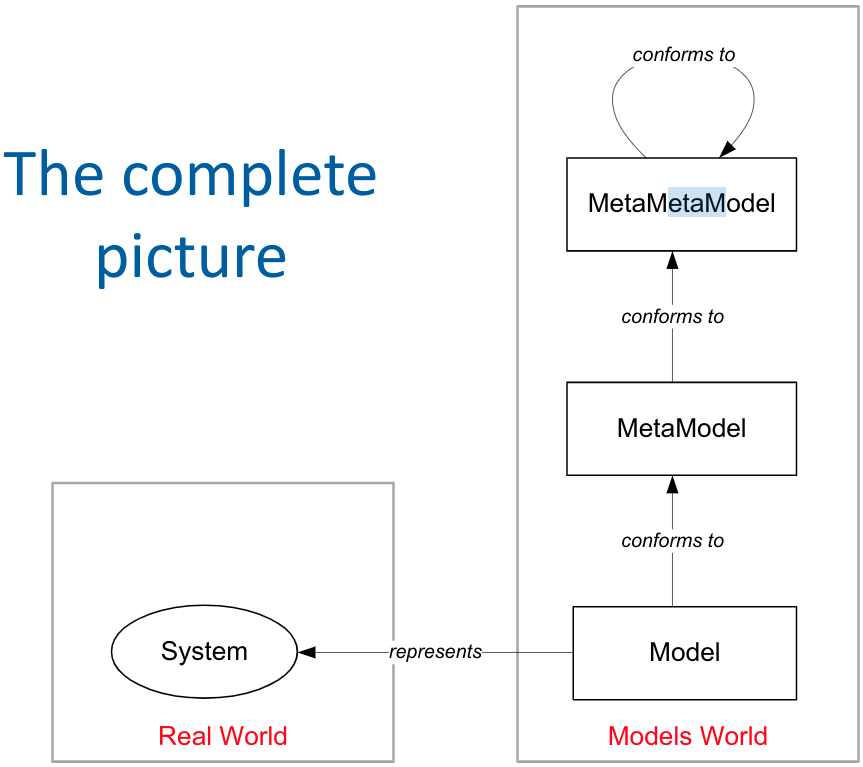 The complete
picture
conforms to
MetaMetaModel
conforms to
MetaModel
conforms to
System
represents
Model
Real World
Models World